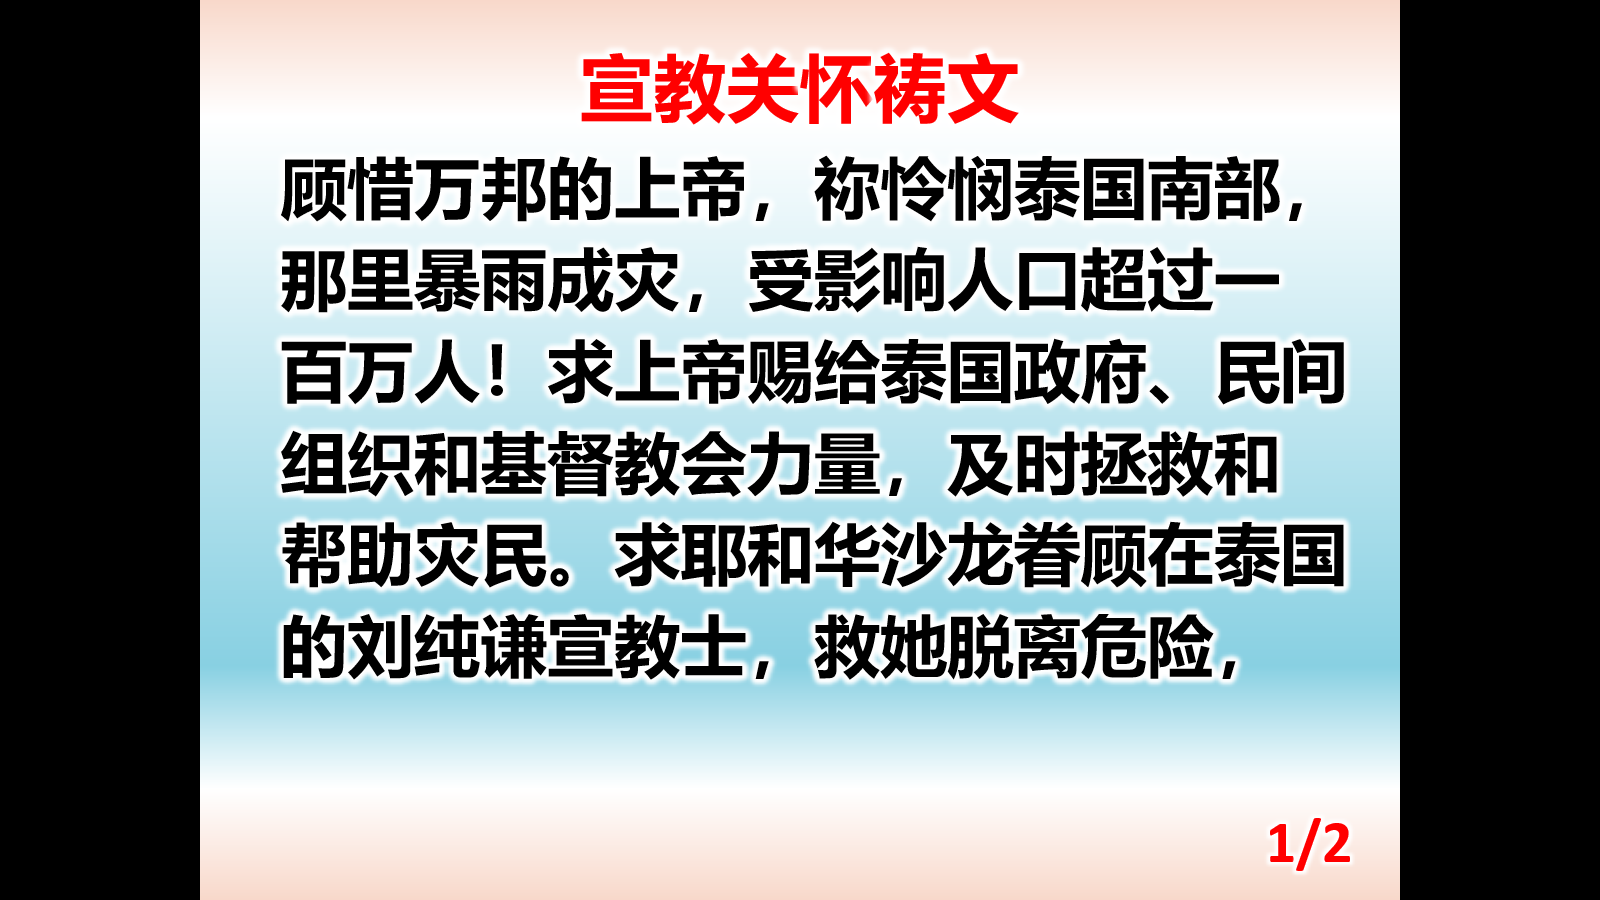 宣教关怀祷文
顾惜万邦的上帝，祢怜悯泰国南部，
那里暴雨成灾，受影响人口超过一
百万人！求上帝赐给泰国政府、民间
组织和基督教会力量，及时拯救和
帮助灾民。求耶和华沙龙眷顾在泰国
的刘纯谦宣教士，救她脱离危险，
1/2